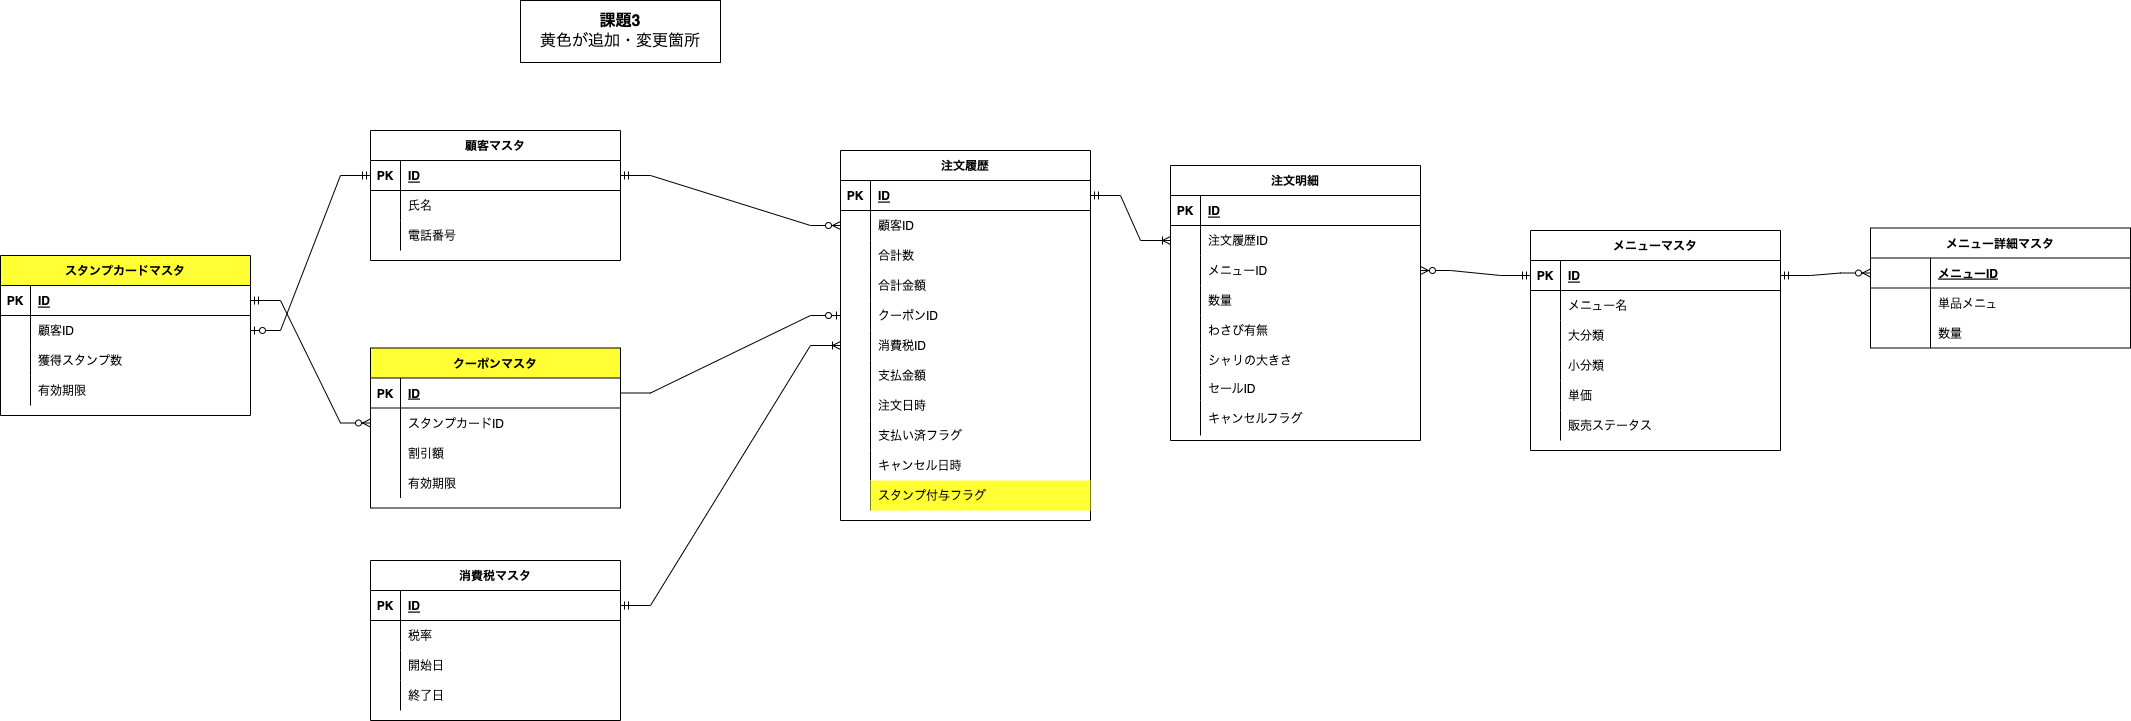 課題3
黄色が追加・変更箇所
スタンプカードマスタ
PK ID
顧客ID
獲得スタンプ数
有効期限
顧客マスタ
PK ID
氏名
電話番号
クーポンマスタ
PK ID
スタンプカードID
割引額
有効期限
消費税マスタ
PK ID
税率
開始日
終了日
注文履歴
PK ID
顧客ID
合計数
合計金額
クーポンID
消費税ID
支払金額
注文日時
支払い済フラグ
キャンセル日時
スタンプ付与フラグ
注文明細
PK ID
注文履歴ID
メニューID
数量
わさび有無
シャリの大きさ
セールID
キャンセルフラグ
メニューマスタ
PK ID
メニュー名
大分類
小分類
単価
販売ステータス
メニュー詳細マスタ
メニューID
単品メニュ
数量